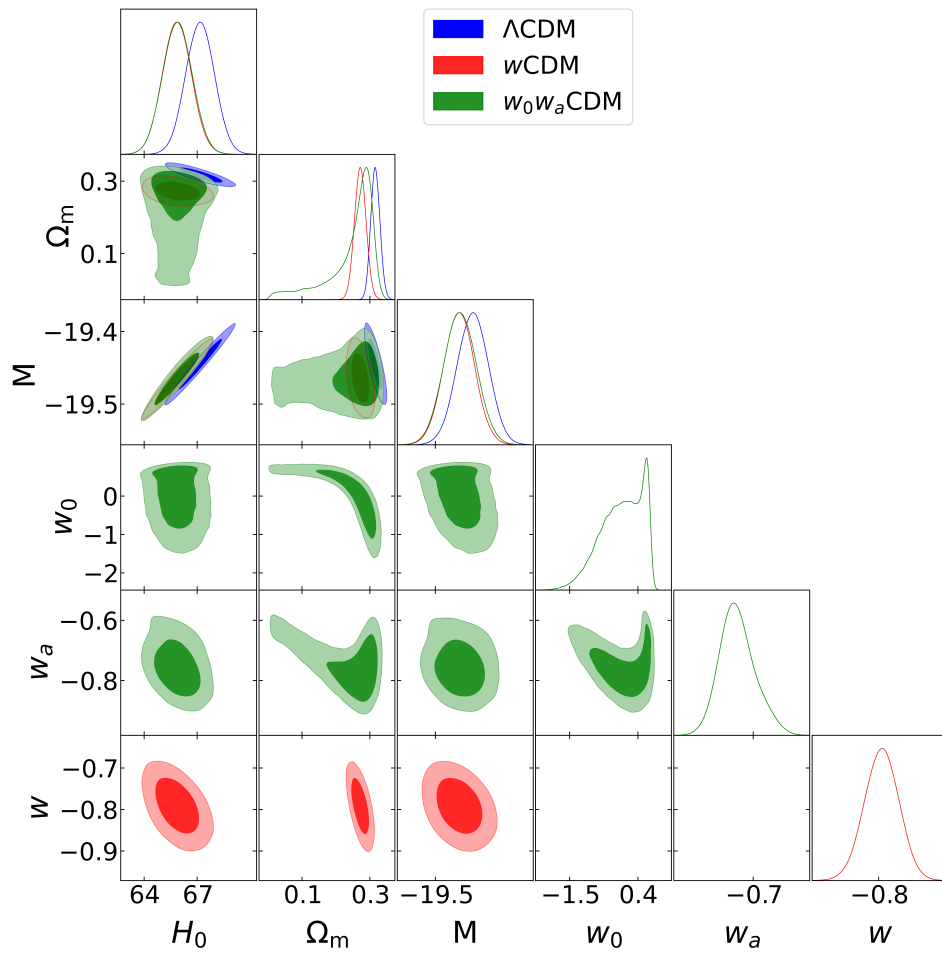 ΛCDM
wCDM
w₀wₐCDM
0.3
0.1
Ωₘ
−19.4
−19.5
M
0
−1
−2
w₀
−0.6
−0.8
wₐ
−0.7
−0.8
−0.9
w
64 67 0.1 0.3 −19.5 −1.5 0.4 −0.7 −0.8
H₀ Ωₘ M w₀ wₐ w